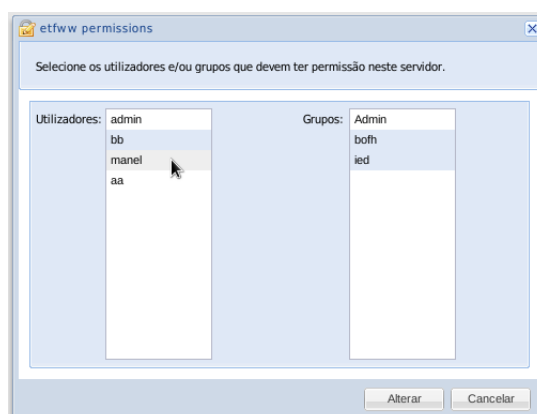 etfww permissions
Selecione os utilizadores e/ou grupos que devem ter permissão neste servidor.
Utilizadores: admin Grupos: Admin
bb bofh
manel ied
aa
Alterar Cancelar